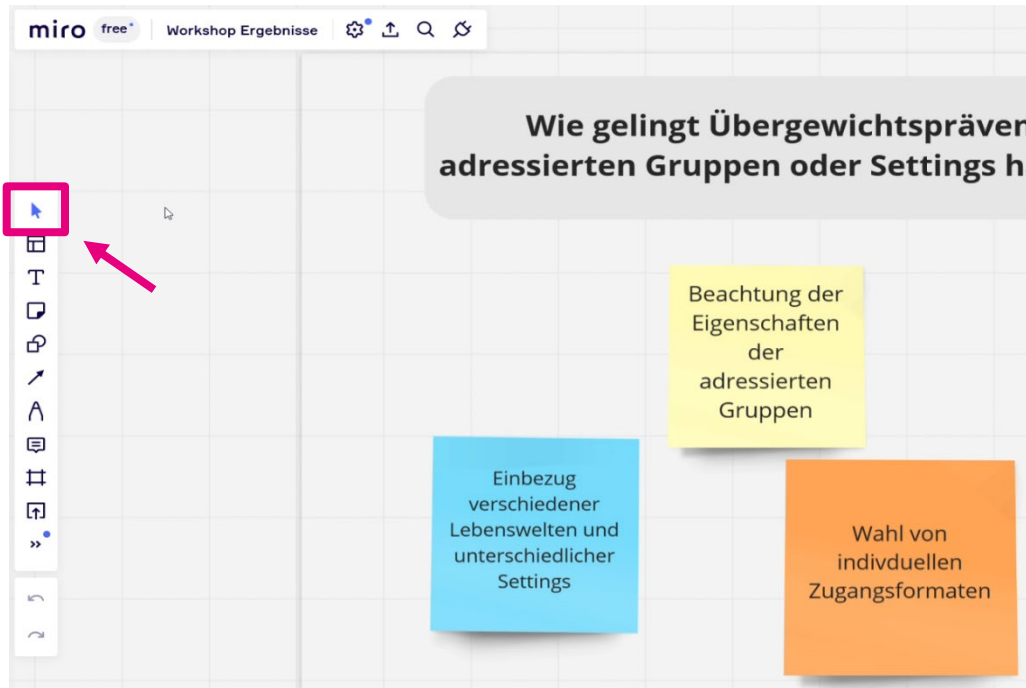 miro free Workshop Ergebnisse
Wie gelingt Übergewichtspräven
adressierten Gruppen oder Settings h
Beachtung der
Eigenschaften
der
adressierten
Gruppen
Einbezug
verschiedener
Lebenswelten und
unterschiedlicher
Settings
Wahl von
indivduellen
Zugangsformaten